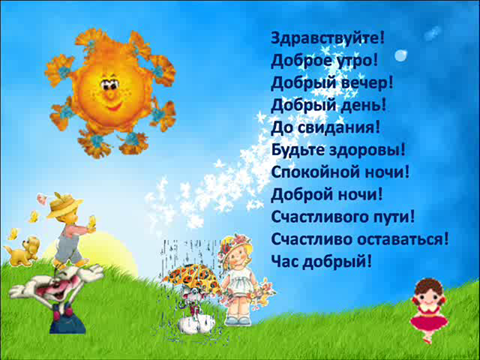 Здравствуйте!
Доброе утро!
Добрый вечер!
Добрый день!
До свидания!
Будьте здоровы!
Спокойной ночи!
Доброй ночи!
Счастливого пути!
Счастливо оставаться!
Час добрый!